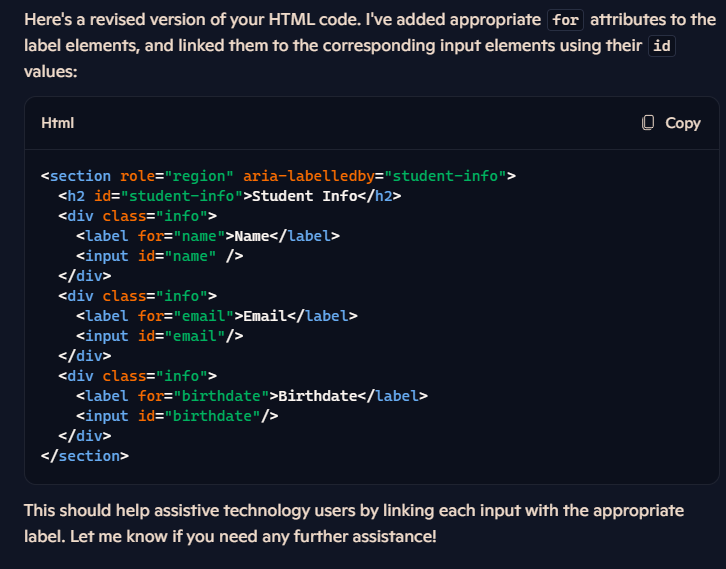 Here's a revised version of your HTML code. I've added appropriate for attributes to the
label elements, and linked them to the corresponding input elements using their id
values:
Html Copy
<section role="region" aria-labelledby="student-info">
  <h2 id="student-info">Student Info</h2>
  <div class="info">
    <label for="name">Name</label>
    <input id="name" />
  </div>
  <div class="info">
    <label for="email">Email</label>
    <input id="email"/>
  </div>
  <div class="info">
    <label for="birthdate">Birthdate</label>
    <input id="birthdate"/>
  </div>
</section>
This should help assistive technology users by linking each input with the appropriate
label. Let me know if you need any further assistance!